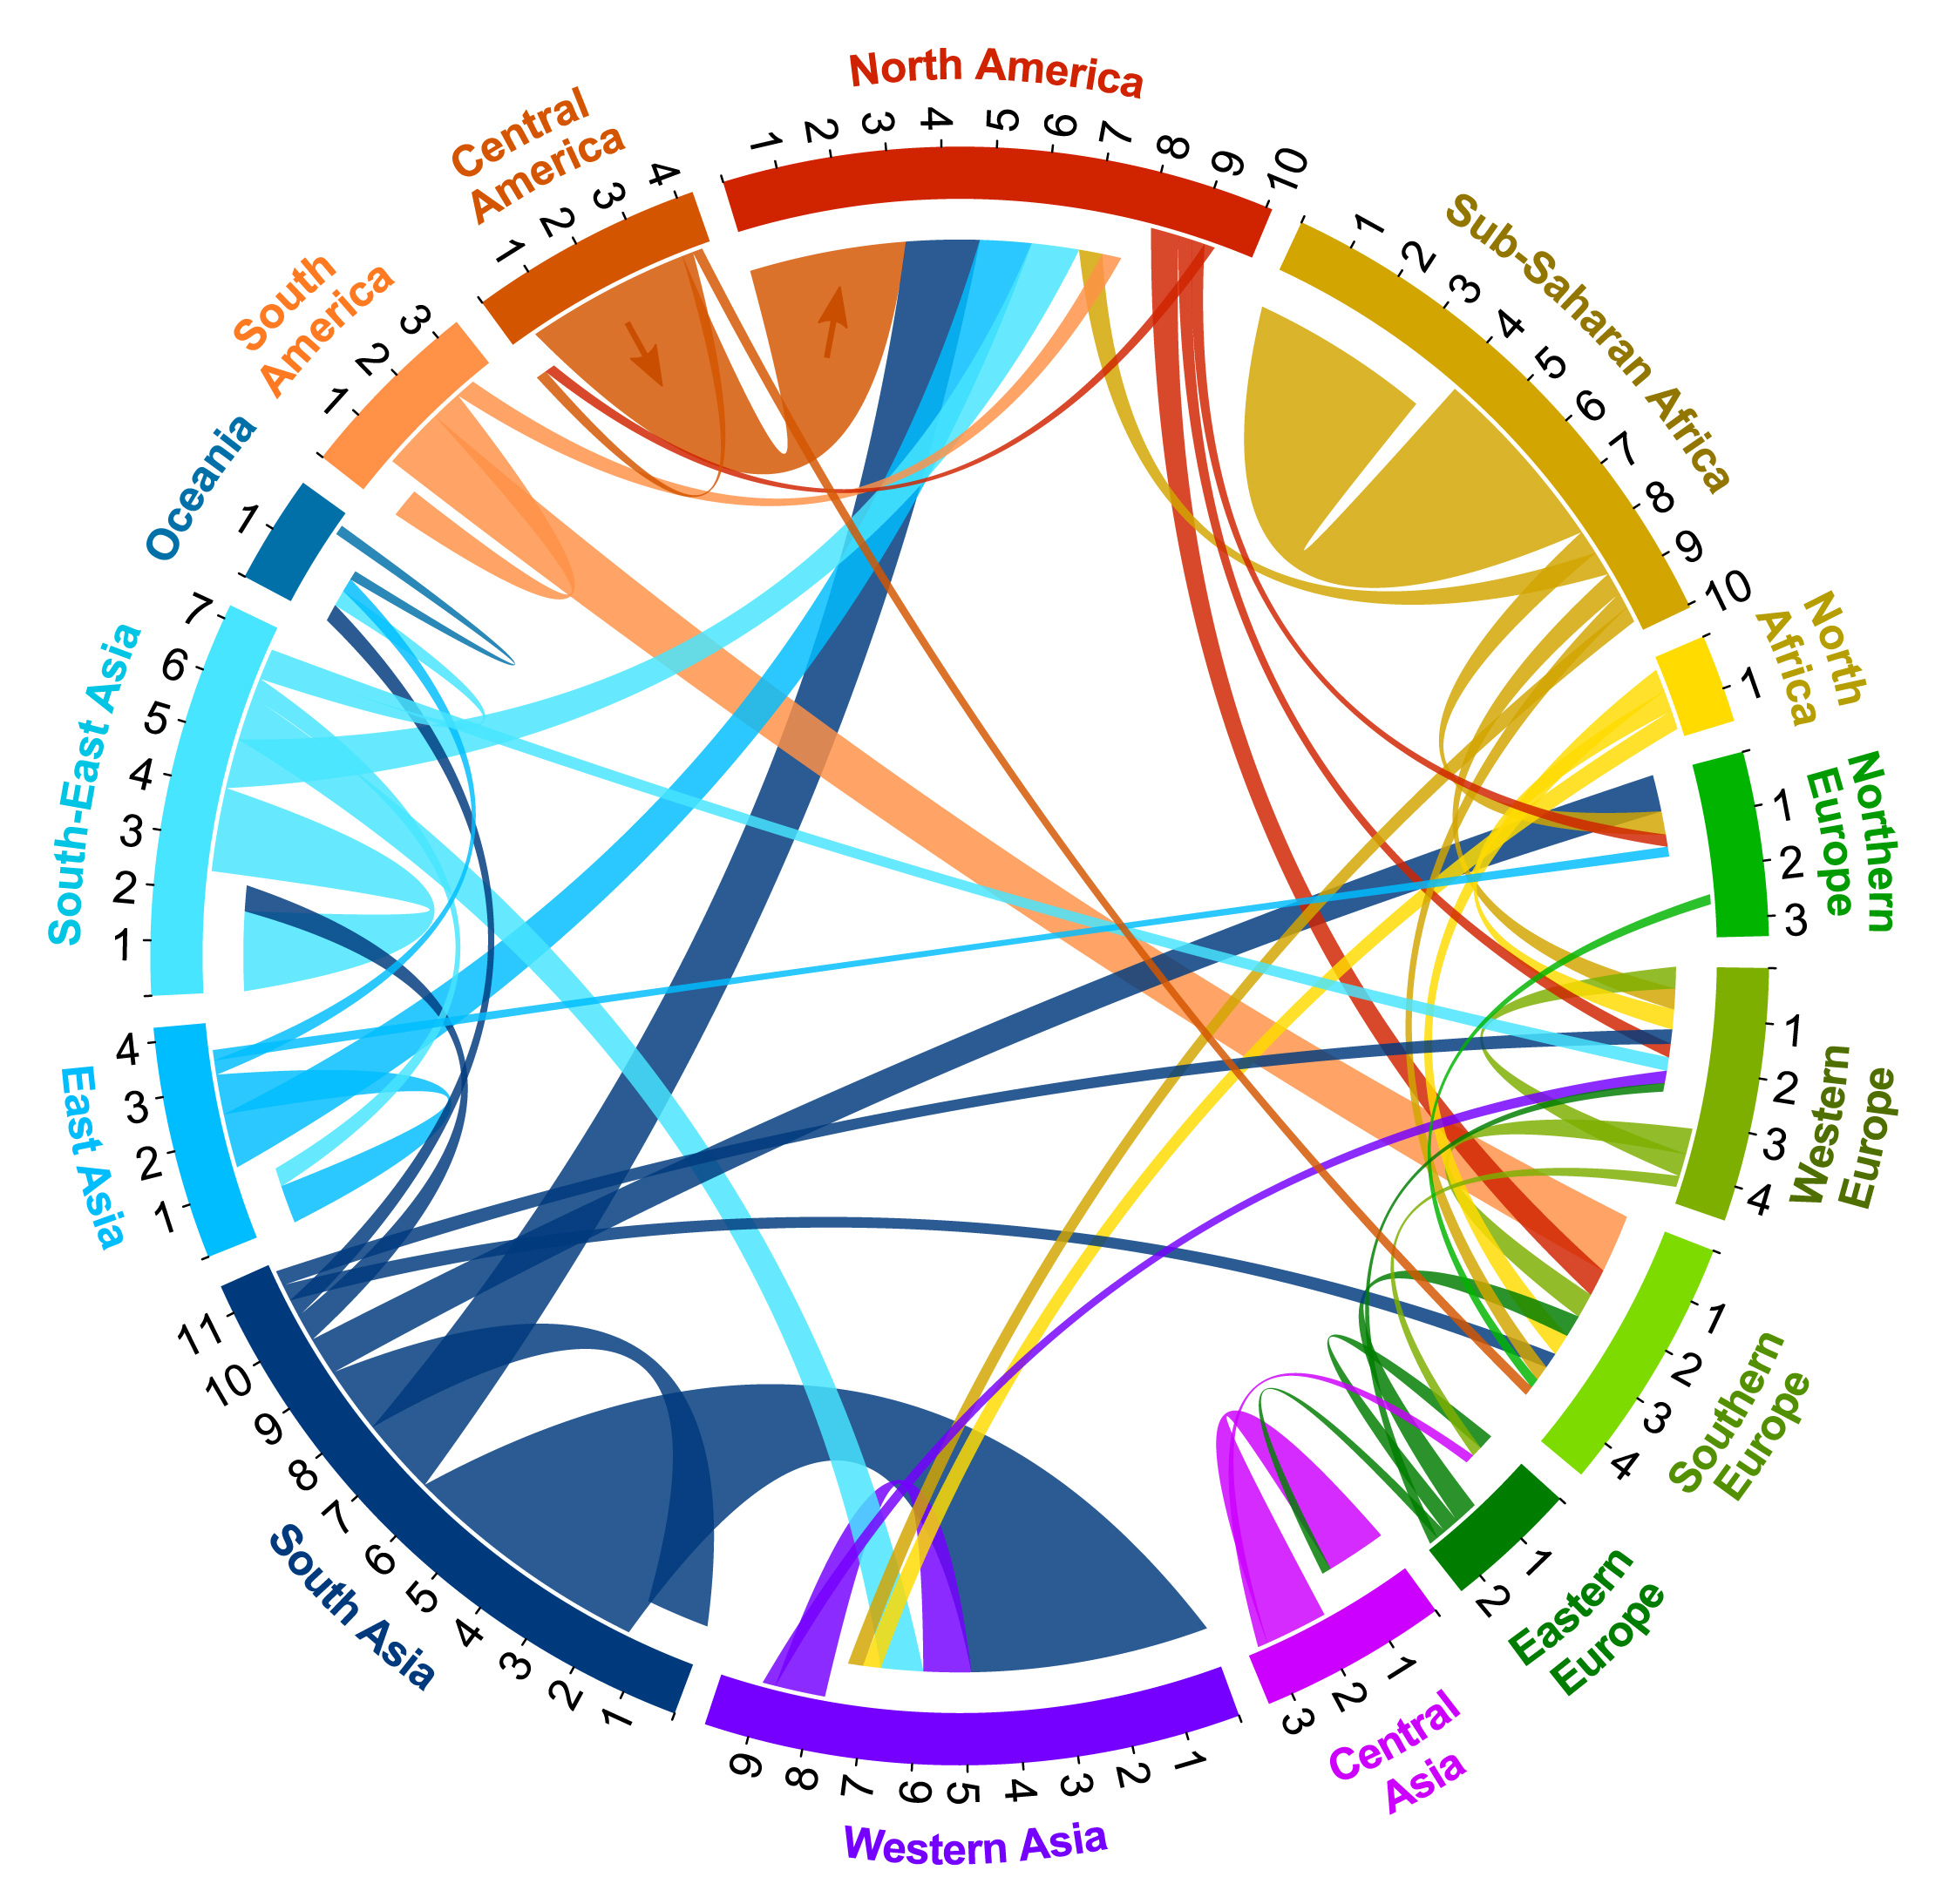 North America
1 2 3 4 5 6 7 8 9 10
Sub-Saharan Africa
1 2 3 4 5 6 7 8 9 10
North
Africa
1
Northern
Europe
1 2 3
Western
Europe
1 2 3 4
Southern
Europe
1 2 3 4
Eastern
Europe
1 2
Central
Asia
1 2 3
Western Asia
1 2 3 4 5 6 7 8 9
South Asia
1 2 3 4 5 6 7 8 9 10 11
East Asia
1 2 3 4
South-East Asia
1 2 3 4 5 6 7
Oceania
1
South
America
1 2 3
Central
America
1 2 3 4